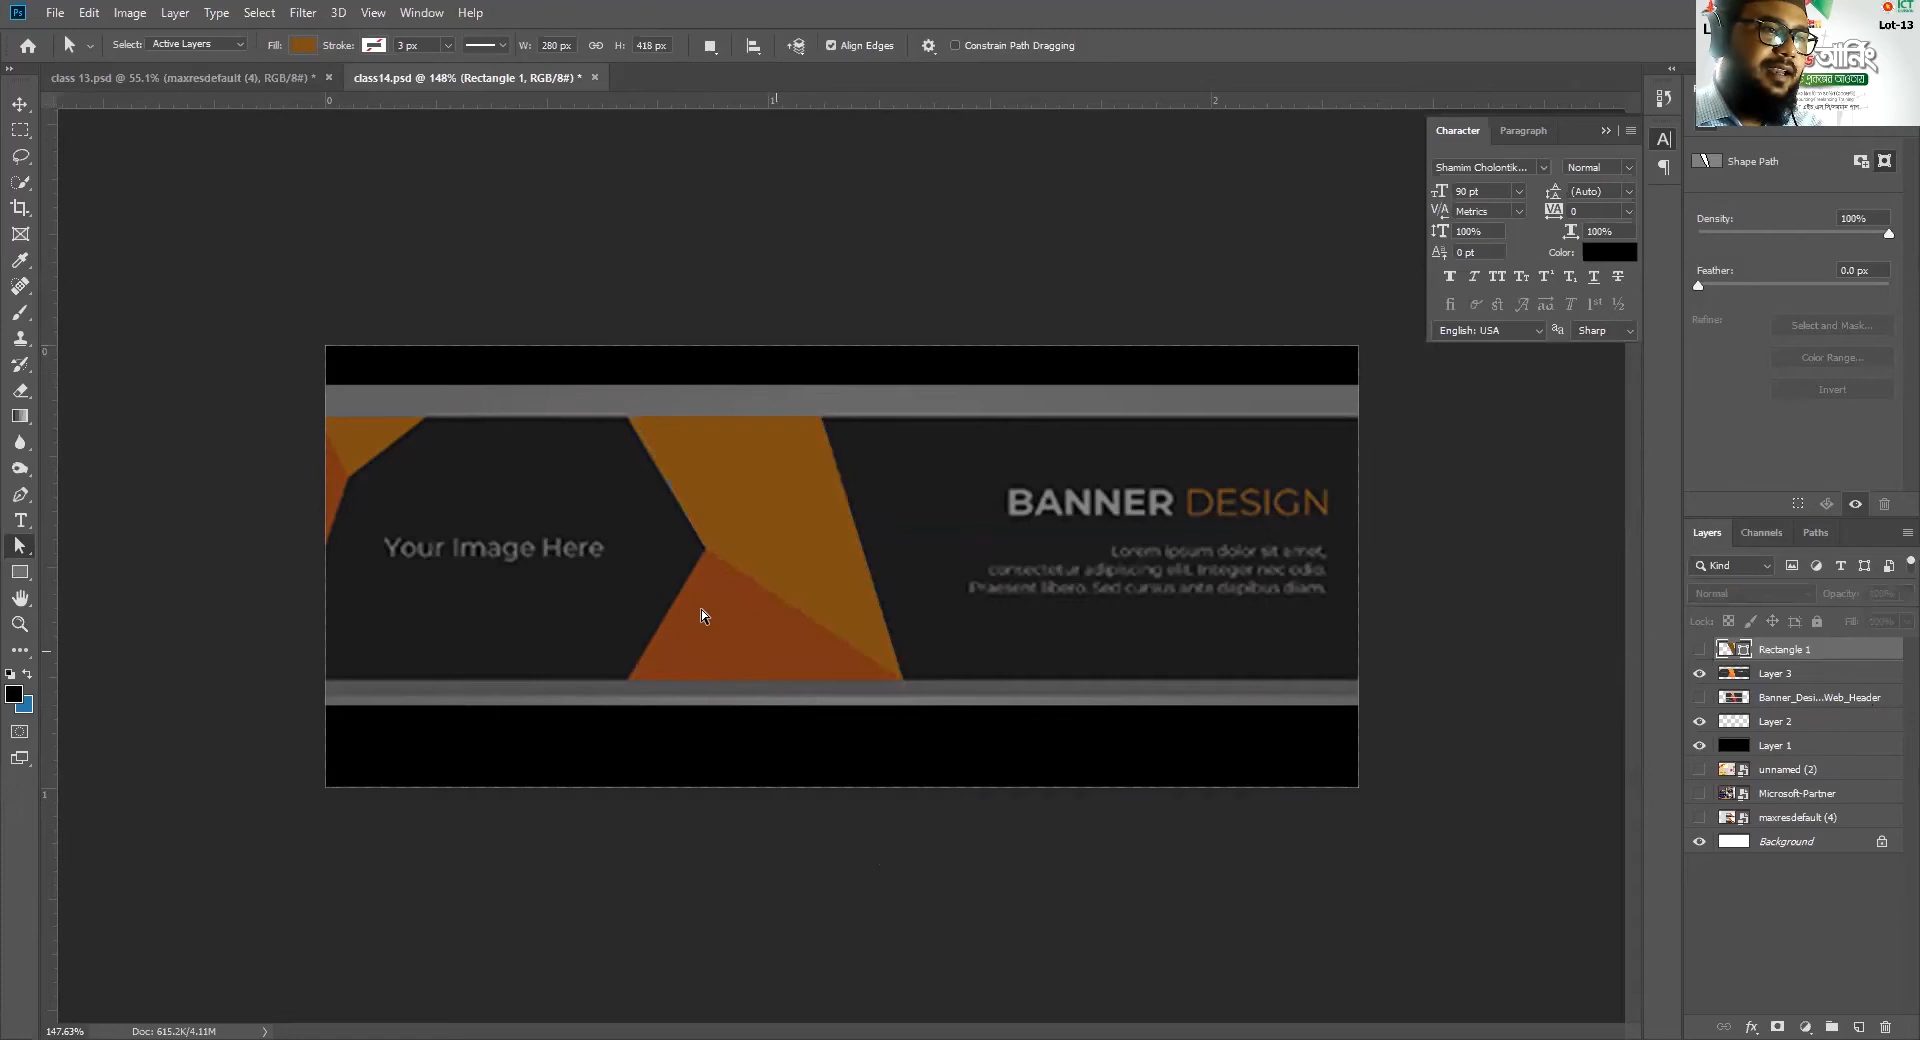 File Edit Image Layer Type Select Filter 3D View Window Help
Select: Active Layers Fill: Stroke: 3 px W: 280 px H: 418 px Align Edges Constrain Path Dragging
class 13.psd @ 55.1% (maxresdefault (4), RGB/8#) * × class14.psd @ 148% (Rectangle 1, RGB/8#) * ×
0 1 2
ICT
Lot-13
আর্নিং
Character Paragraph
Shamim Cholontik... Normal
90 pt (Auto)
Metrics 0
100% 100%
0 pt Color:
English: USA Sharp
Shape Path
Density: 100%
Feather: 0.0 px
Refine: Select and Mask...
Color Range...
Invert
BANNER DESIGN
Your Image Here
Lorem ipsum dolor sit amet,
consectetur adipiscing elit. Integer nec odio.
Praesent libero. Sed cursus ante dapibus diam.
Layers Channels Paths
Kind
Normal Opacity: 100%
Lock: Fill: 100%
Rectangle 1
Layer 3
Banner_Desi...Web_Header
Layer 2
Layer 1
unnamed (2)
Microsoft-Partner
maxresdefault (4)
Background
147.63% Doc: 615.2K/4.11M